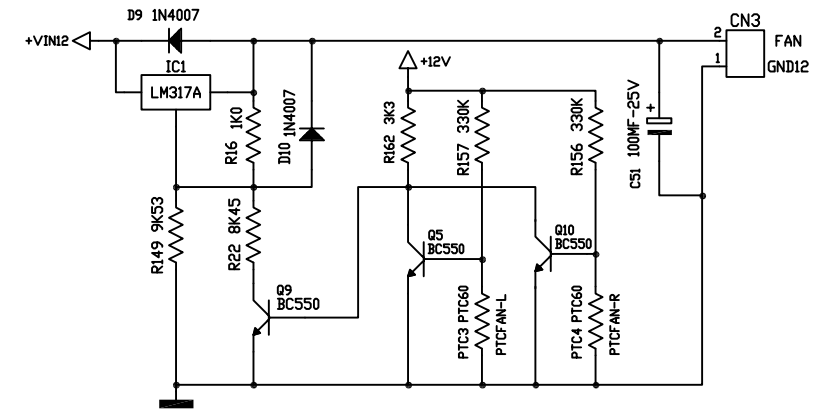 D9 1N4007
+VIN12
IC1
LM317A
R16 1K0
D10 1N4007
+12V
R162 3K3
R157 330K
R156 330K
C51 100MF-25V
+
CN3
2
1
FAN
GND12
R149 9K53
R22 8K45
Q9
BC550
Q5
BC550
Q10
BC550
PTC3 PTC60
PTCFAN-L
PTC4 PTC60
PTCFAN-R